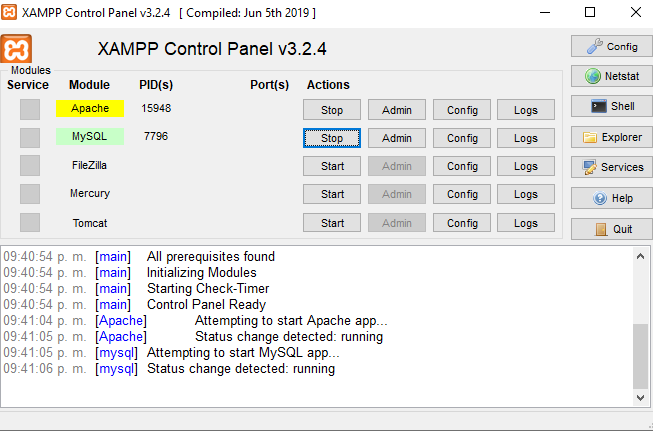 XAMPP Control Panel v3.2.4 [ Compiled: Jun 5th 2019 ]
XAMPP Control Panel v3.2.4
Config
Modules
Netstat
Service Module PID(s) Port(s) Actions
Apache 15948 Stop Admin Config Logs
Shell
MySQL 7796 Stop Admin Config Logs
Explorer
FileZilla Start Admin Config Logs
Services
Mercury Start Admin Config Logs
Help
Tomcat Start Admin Config Logs
Quit
09:40:54 p. m. [main] All prerequisites found
09:40:54 p. m. [main] Initializing Modules
09:40:54 p. m. [main] Starting Check-Timer
09:40:54 p. m. [main] Control Panel Ready
09:41:04 p. m. [Apache] Attempting to start Apache app...
09:41:05 p. m. [Apache] Status change detected: running
09:41:05 p. m. [mysql] Attempting to start MySQL app...
09:41:06 p. m. [mysql] Status change detected: running